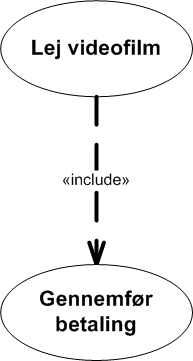 Lej videofilm
«include»
Gennemfør
betaling